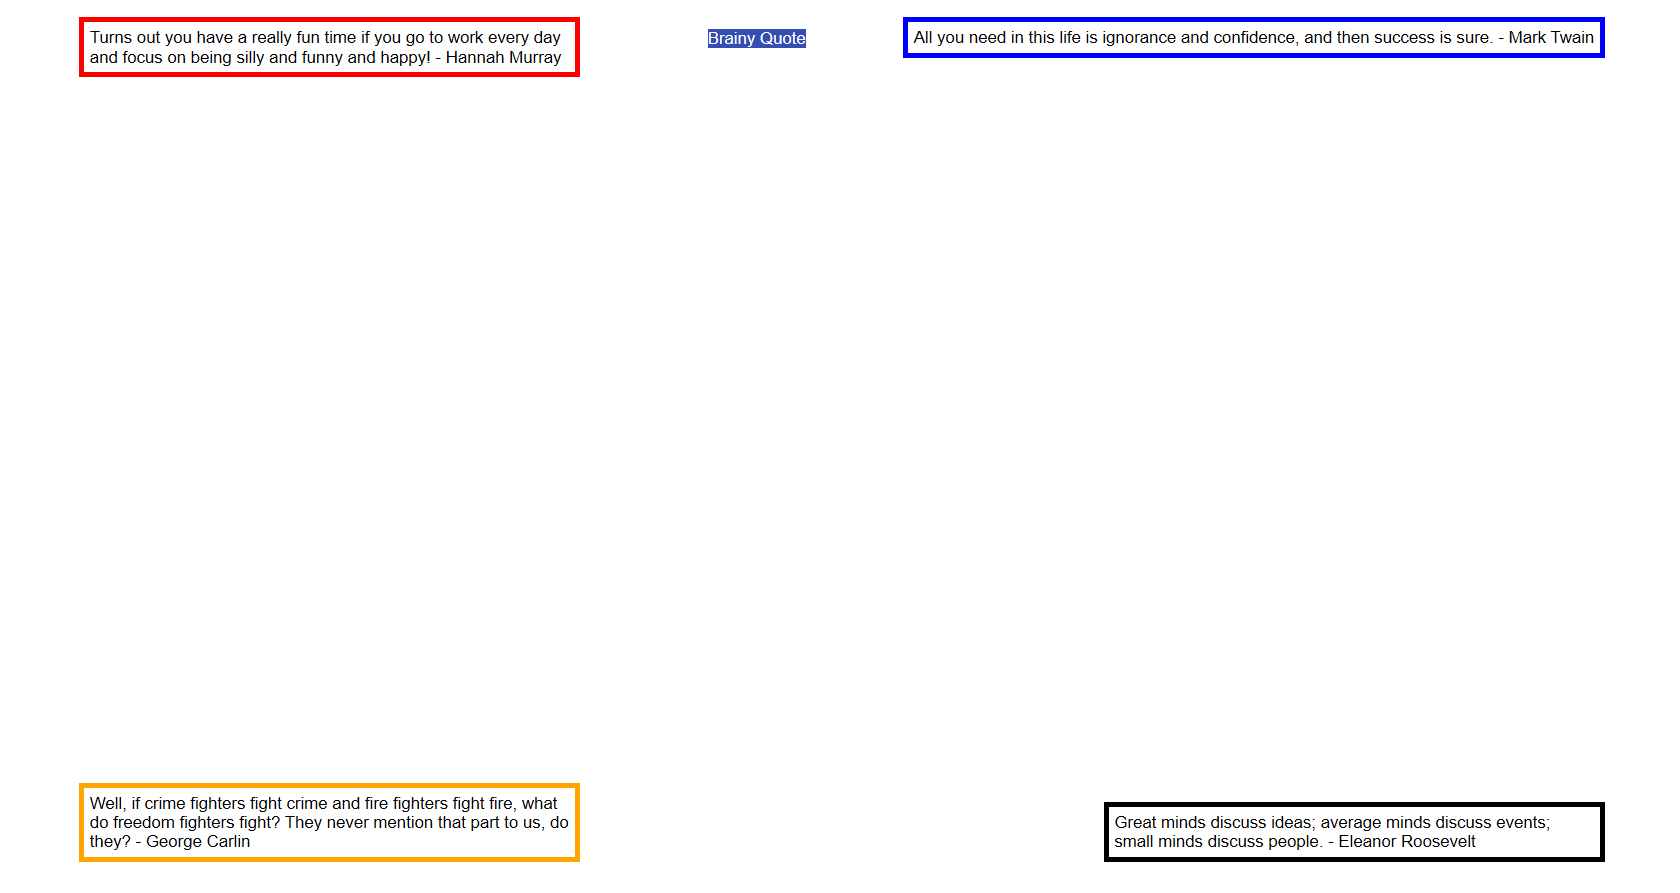 Turns out you have a really fun time if you go to work every day
and focus on being silly and funny and happy! - Hannah Murray
Brainy Quote
All you need in this life is ignorance and confidence, and then success is sure. - Mark Twain
Well, if crime fighters fight crime and fire fighters fight fire, what
do freedom fighters fight? They never mention that part to us, do
they? - George Carlin
Great minds discuss ideas; average minds discuss events;
small minds discuss people. - Eleanor Roosevelt